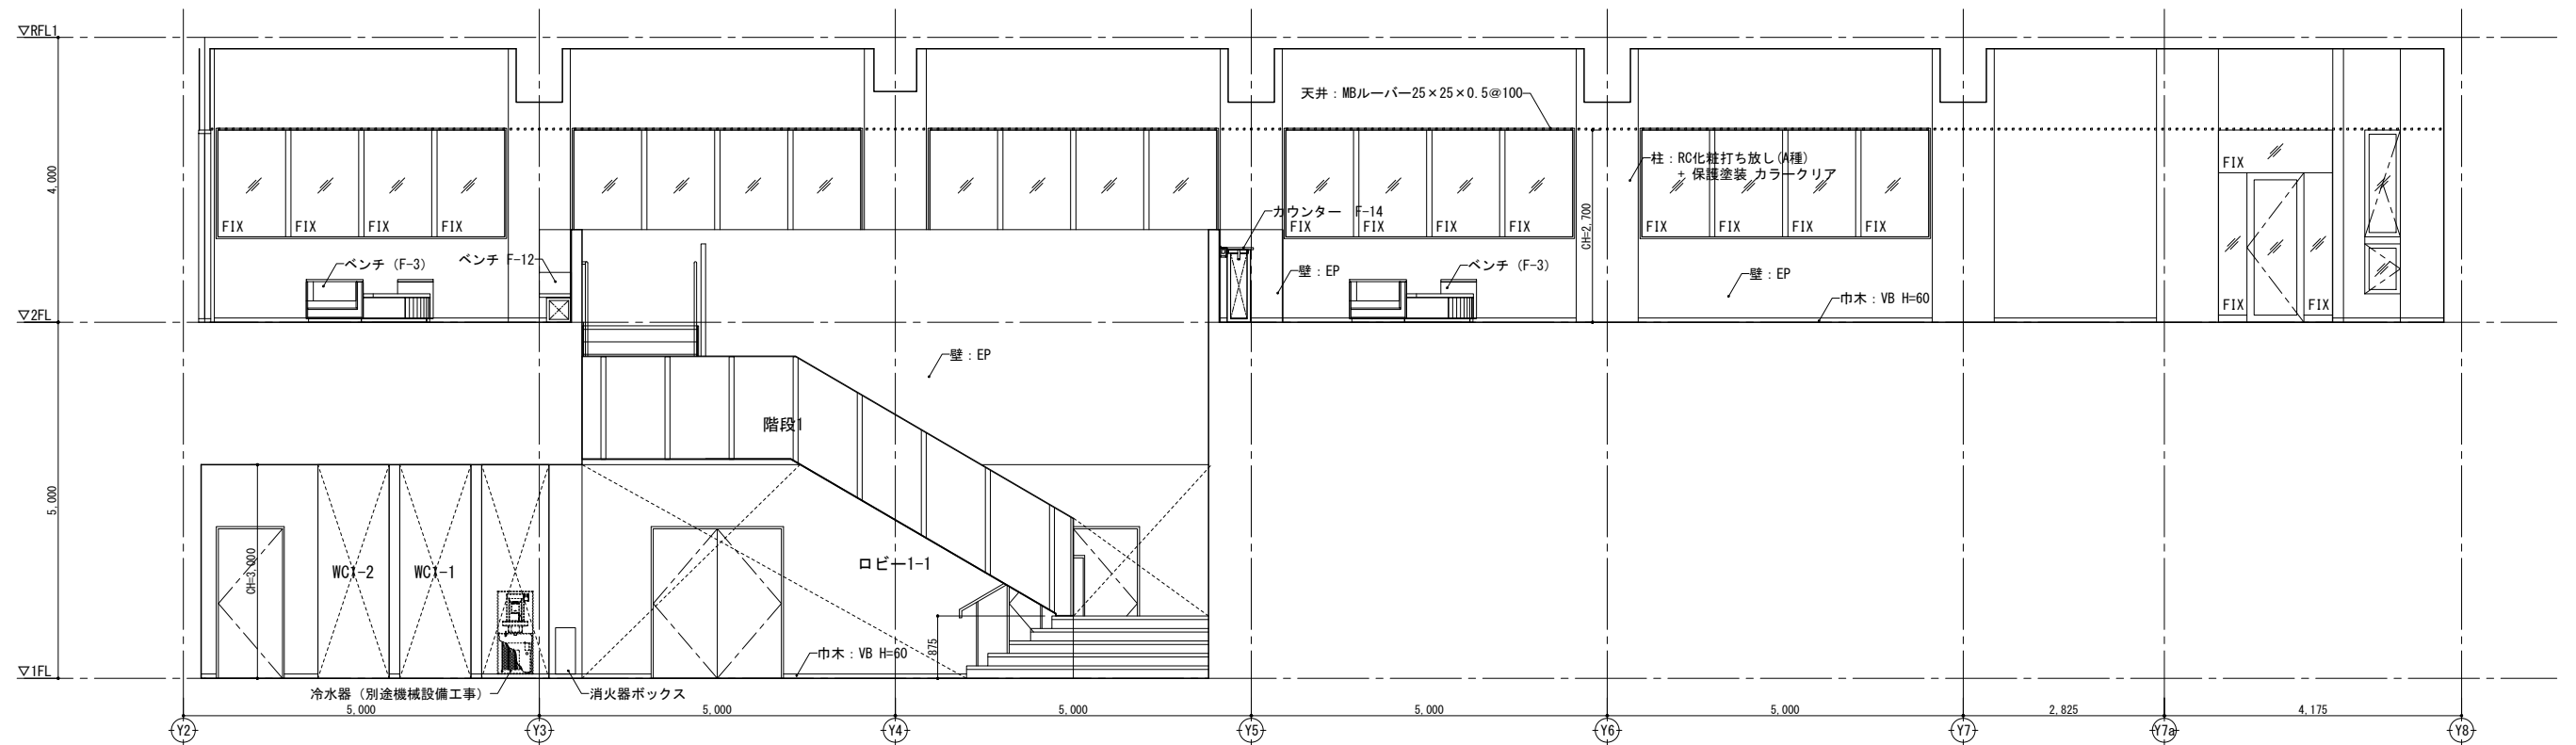 ▽RFL1
天井：MBルーバー25×25×0.5@100
柱：RC化粧打ち放し(A種)
+ 保護塗装 カラークリア
FIX
4,000
カウンター F-14
FIX
FIX
FIX
FIX
FIX
FIX
FIX
FIX
FIX
FIX
FIX
FIX
CH=2,700
ベンチ F-12
ベンチ（F-3）
壁：EP
ベンチ（F-3）
壁：EP
巾木：VB H=60
FIX
FIX
▽2FL
壁：EP
階段1
5,000
CH=3,000
WC1-2
WC1-1
ロビー1-1
875
巾木：VB H=60
▽1FL
冷水器（別途機械設備工事）
消火器ボックス
5,000
5,000
5,000
5,000
5,000
2,825
4,175
Y2
Y3
Y4
Y5
Y6
Y7
Y7a
Y8